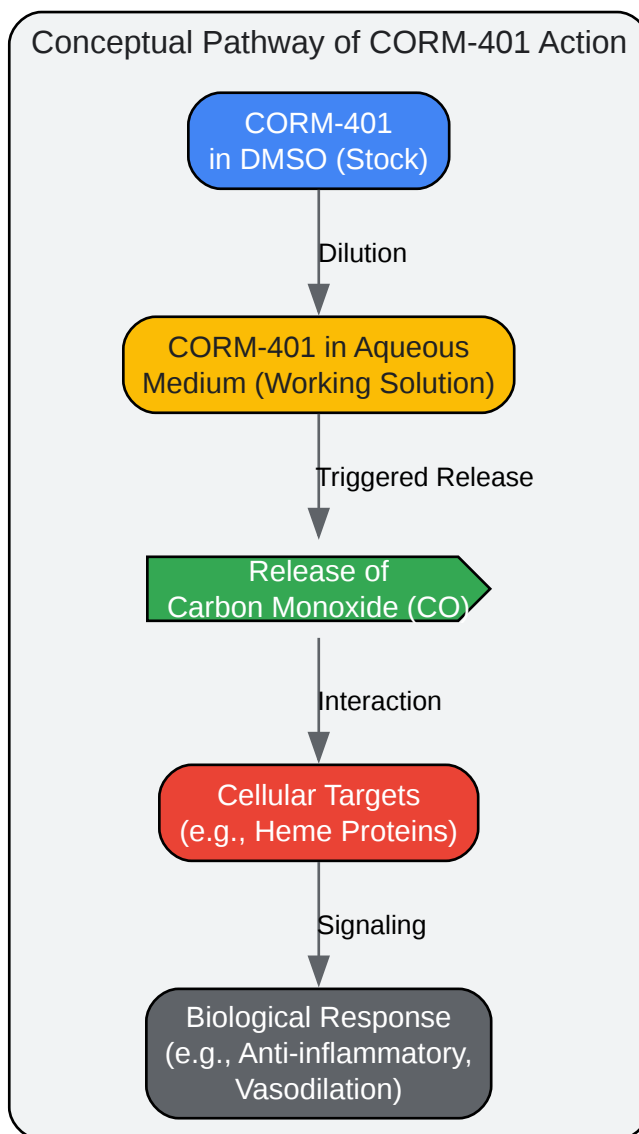 Conceptual Pathway of CORM-401 Action
CORM-401
in DMSO (Stock)
Dilution
CORM-401 in Aqueous
Medium (Working Solution)
Triggered Release
Release of
Carbon Monoxide (CO)
Interaction
Cellular Targets
(e.g., Heme Proteins)
Signaling
Biological Response
(e.g., Anti-inflammatory,
Vasodilation)